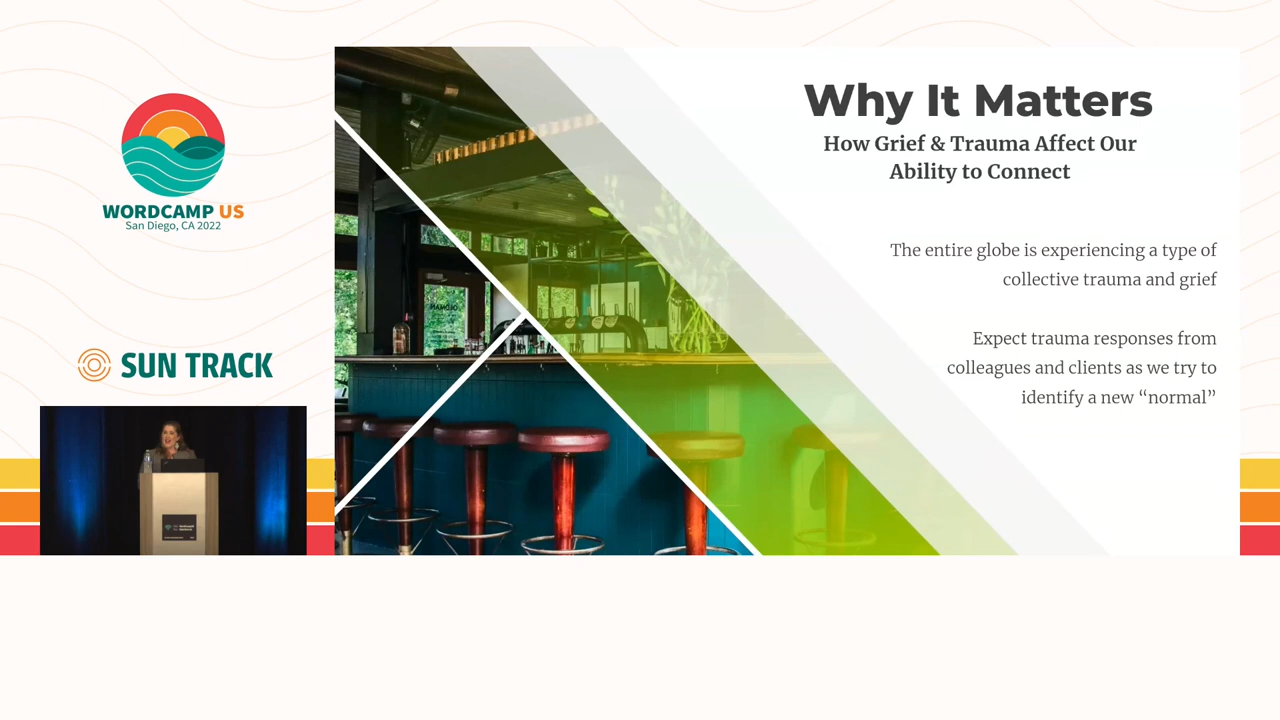 WORDCAMP US
San Diego, CA 2022
SUN TRACK
Why It Matters
How Grief & Trauma Affect Our
Ability to Connect
The entire globe is experiencing a type of
collective trauma and grief
Expect trauma responses from
colleagues and clients as we try to
identify a new “normal”